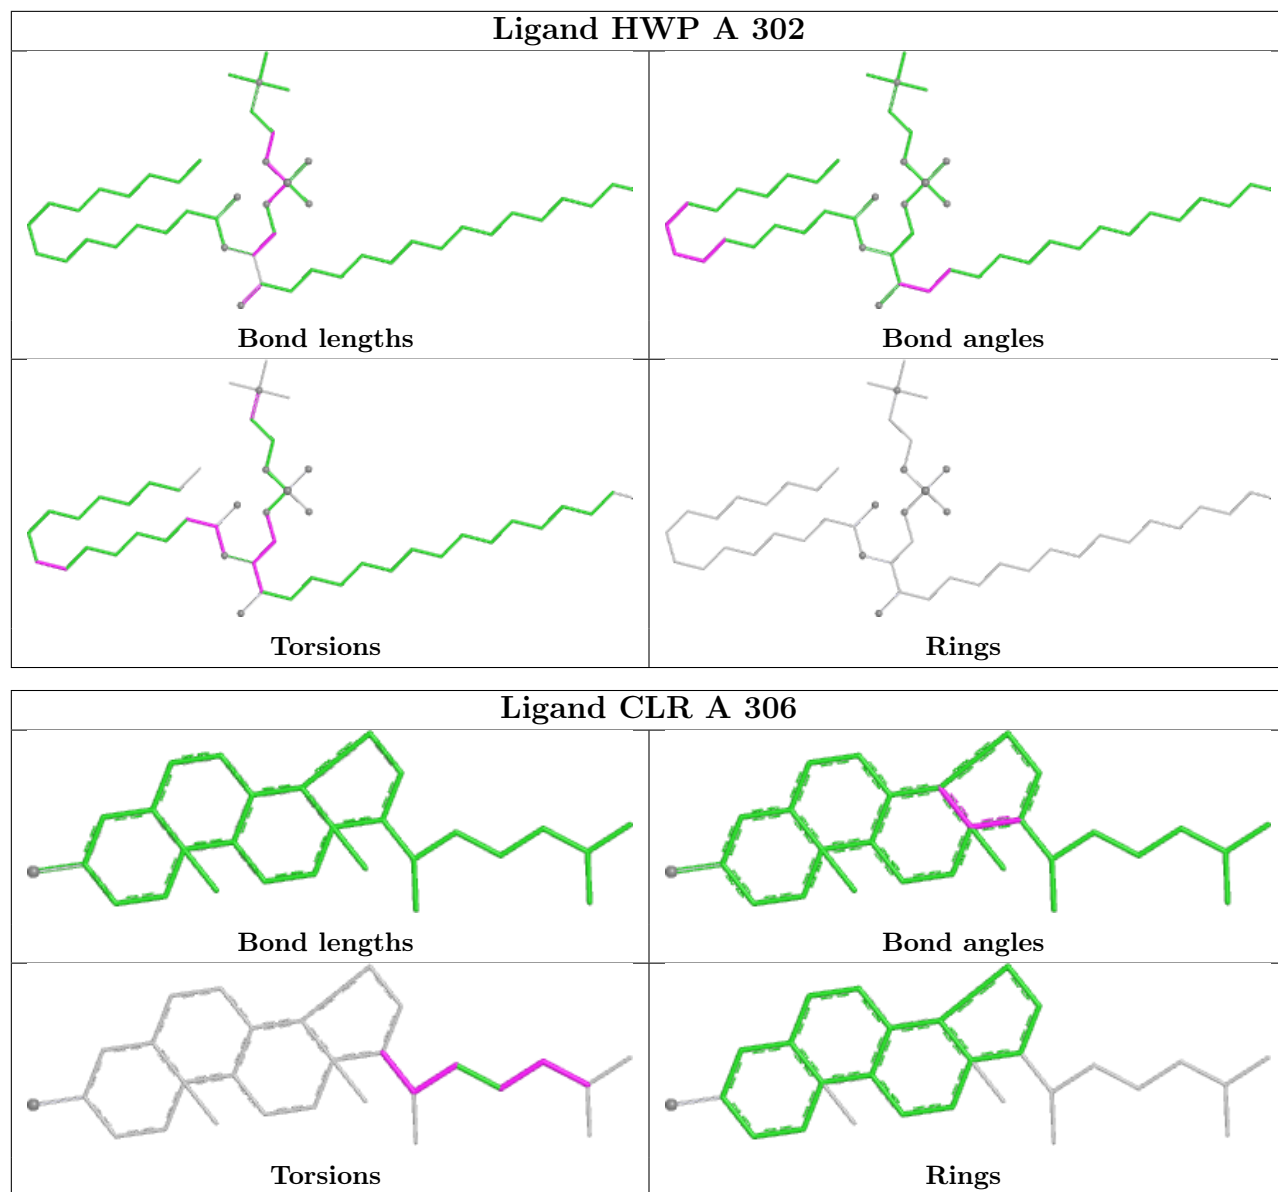 Ligand HWP A 302
Bond lengths
Bond angles
Torsions
Rings
Ligand CLR A 306
Bond lengths
Bond angles
Torsions
Rings